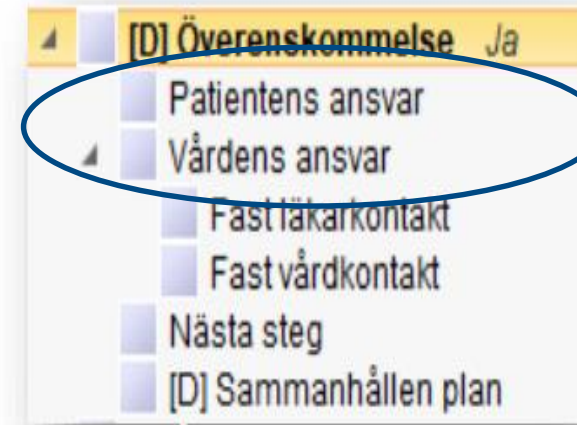 [D] Överenskommelse Ja
Patientens ansvar
Vårdens ansvar
Fast läkarkontakt
Fast vårdkontakt
Nästa steg
[D] Sammanhållen plan